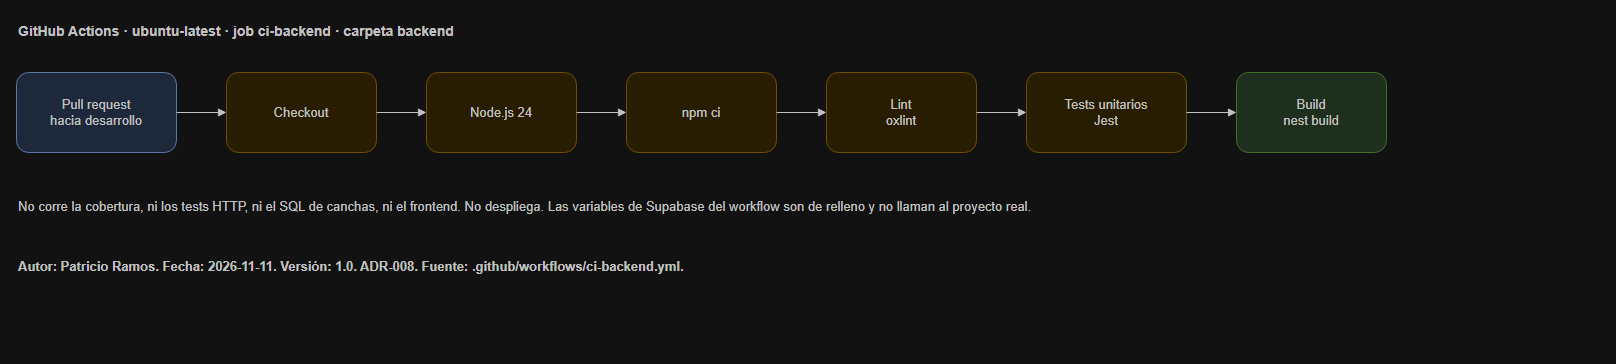 GitHub Actions · ubuntu-latest · job ci-backend · carpeta backend
Pull request
hacia desarrollo
Checkout
Node.js 24
npm ci
Lint
oxlint
Tests unitarios
Jest
Build
nest build
No corre la cobertura, ni los tests HTTP, ni el SQL de canchas, ni el frontend. No despliega. Las variables de Supabase del workflow son de relleno y no llaman al proyecto real.
Autor: Patricio Ramos. Fecha: 2026-11-11. Versión: 1.0. ADR-008. Fuente: .github/workflows/ci-backend.yml.